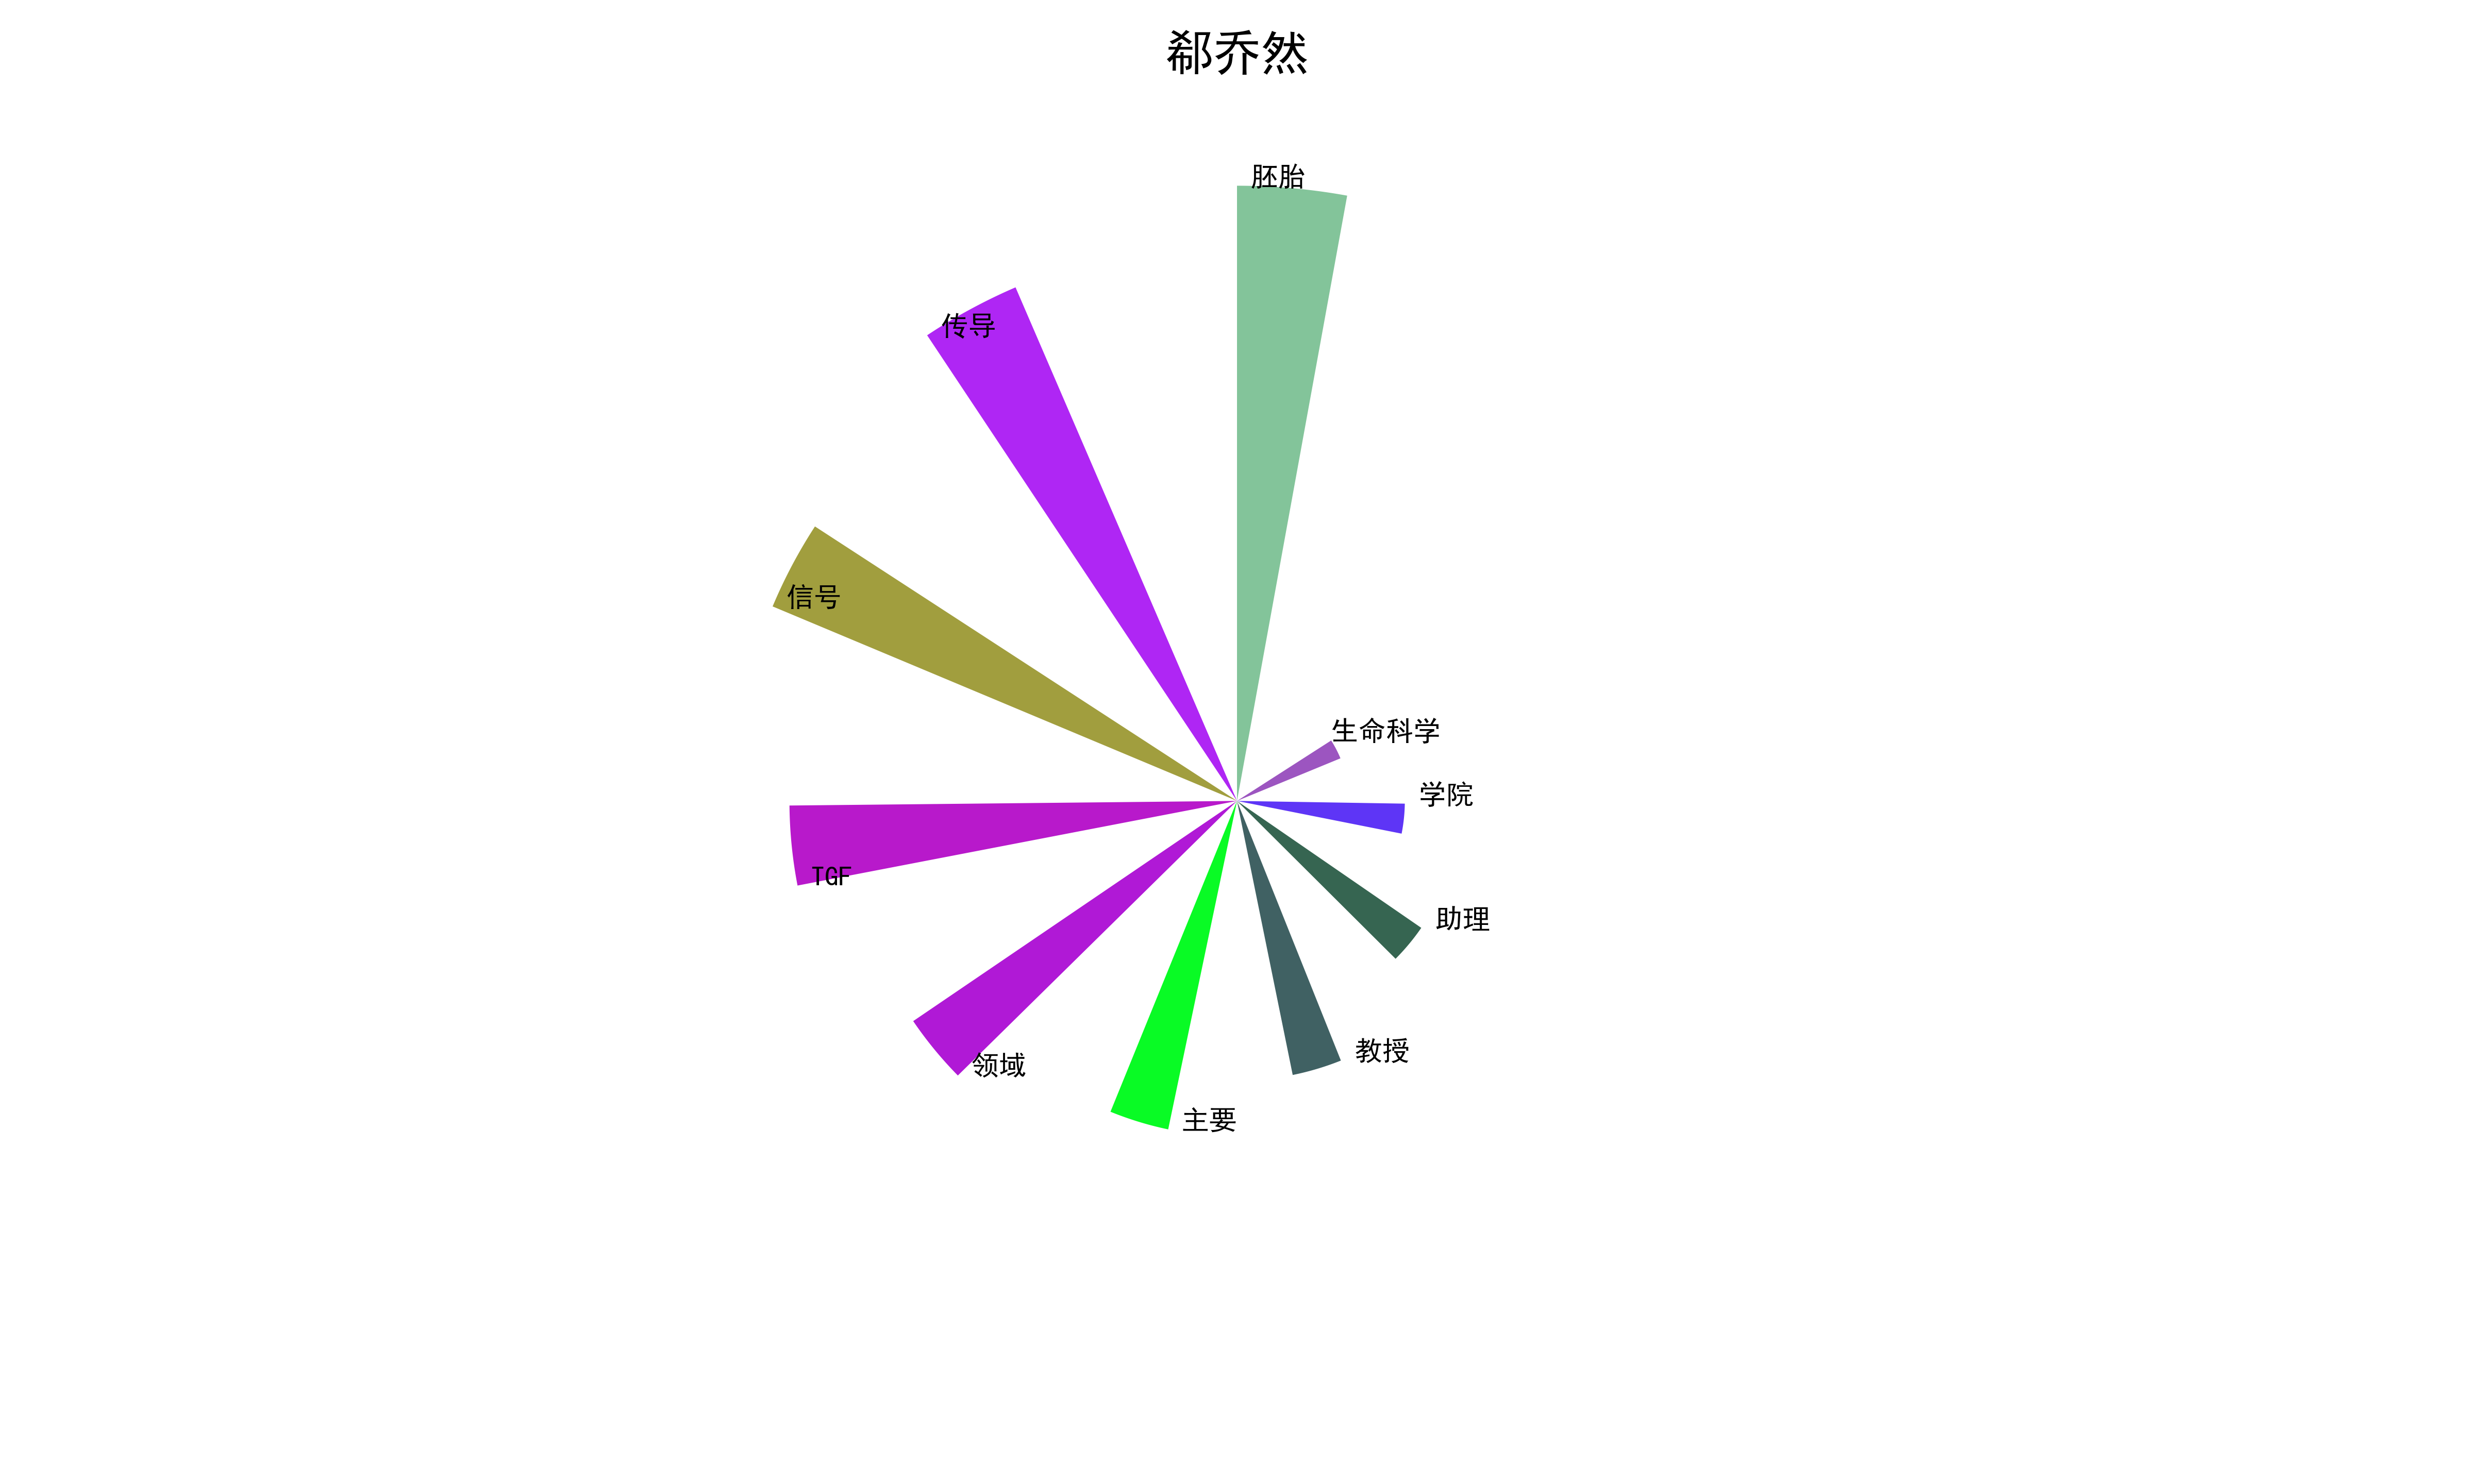 郗乔然
胚胎
传导
信号
生命科学
学院
TGF
助理
教授
领域
主要